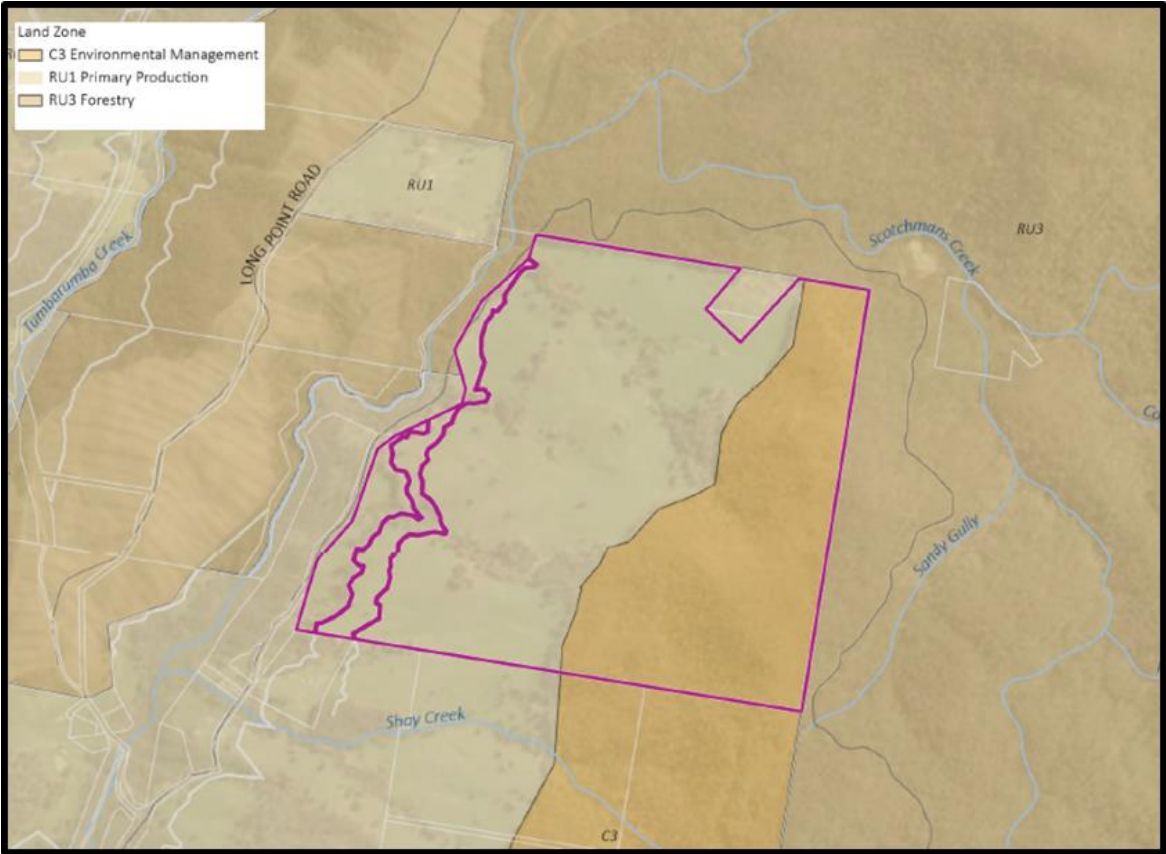 Land Zone
C3 Environmental Management
RU1 Primary Production
RU3 Forestry
RU1
LONG POINT ROAD
Tumbarumba Creek
Scotchmans Creek
RU3
Sandy Gully
Shay Creek
C3